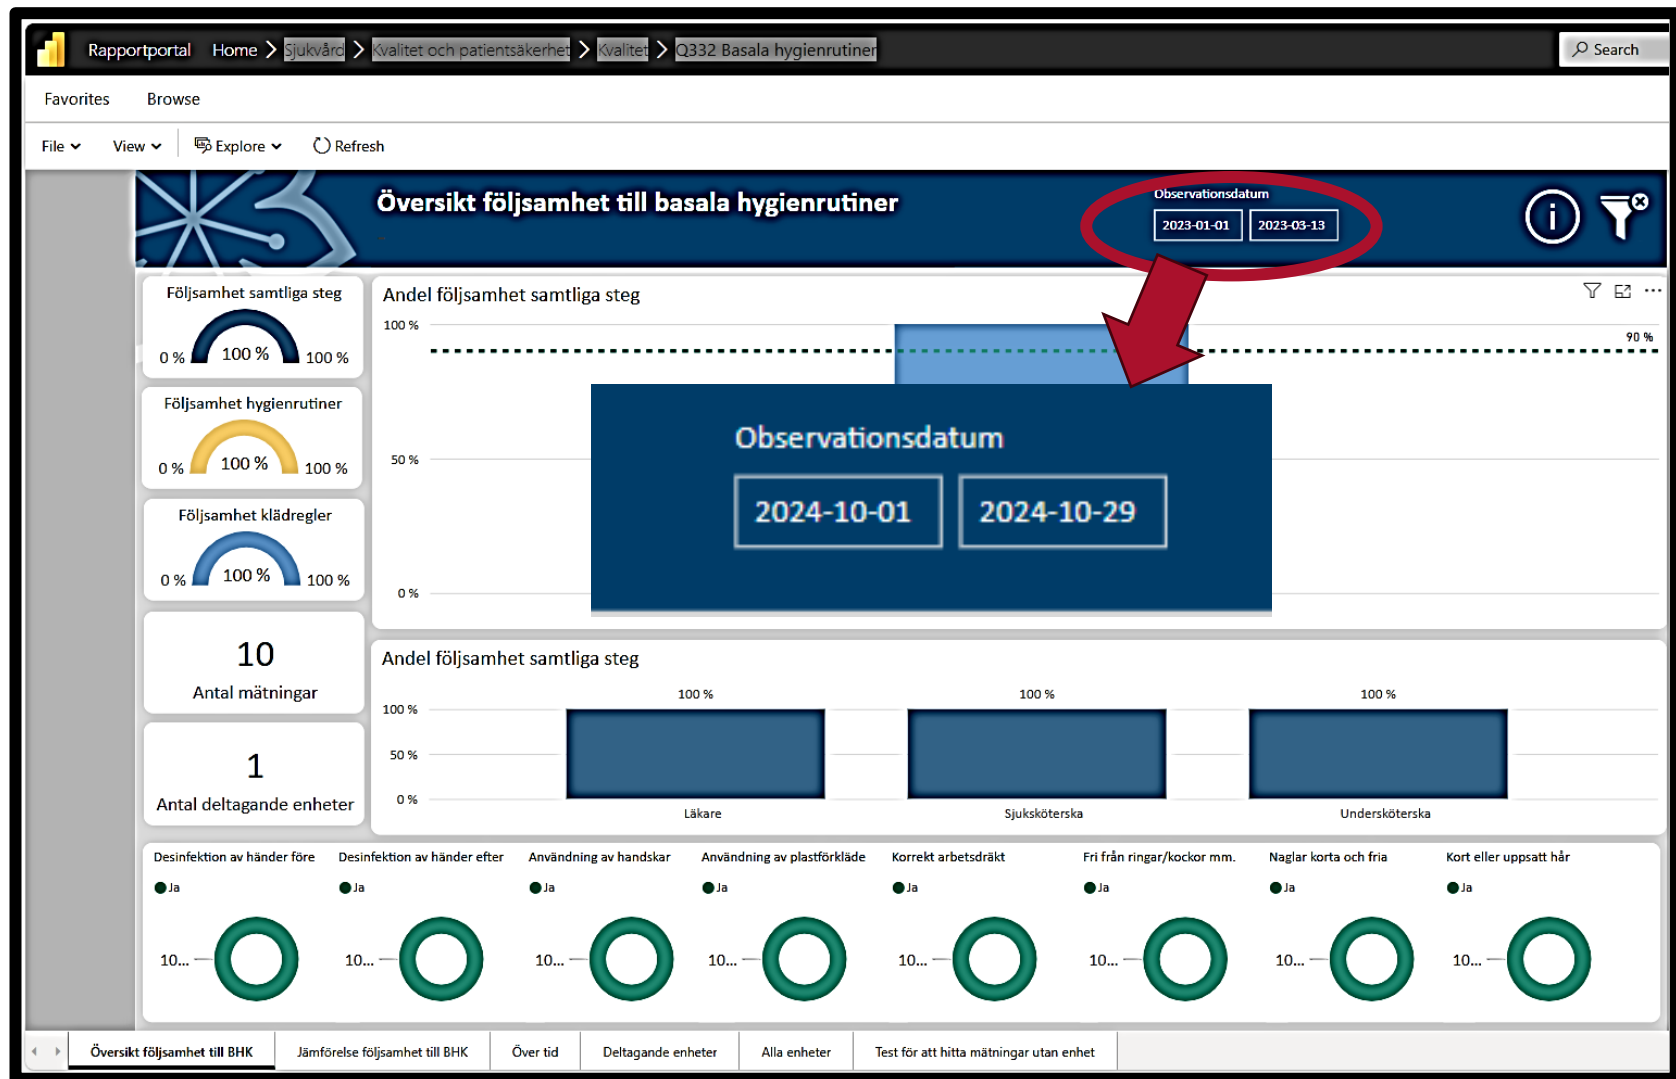 Rapportportal Home > Sjukvård > Kvalitet och patientsäkerhet > Kvalitet > Q332 Basala hygienrutiner
Search
Favorites Browse
File View Explore Refresh
Översikt följsamhet till basala hygienrutiner
Observationsdatum
2023-01-01 2023-03-13
Följsamhet samtliga steg
0 % 100 % 100 %
Följsamhet hygienrutiner
0 % 100 % 100 %
Följsamhet klädregler
0 % 100 % 100 %
10
Antal mätningar
1
Antal deltagande enheter
Andel följsamhet samtliga steg
100 %
90 %
50 %
0 %
Observationsdatum
2024-10-01 2024-10-29
Andel följsamhet samtliga steg
100 % 100 % 100 %
100 %
50 %
0 %
Läkare Sjuksköterska Undersköterska
Desinfektion av händer före Desinfektion av händer efter Användning av handskar Användning av plastförkläde Korrekt arbetsdräkt Fri från ringar/kockor mm. Naglar korta och fria Kort eller uppsatt hår
Ja Ja Ja Ja Ja Ja Ja Ja
10... 10... 10... 10... 10... 10... 10... 10...
Översikt följsamhet till BHK Jämförelse följsamhet till BHK Över tid Deltagande enheter Alla enheter Test för att hitta mätningar utan enhet